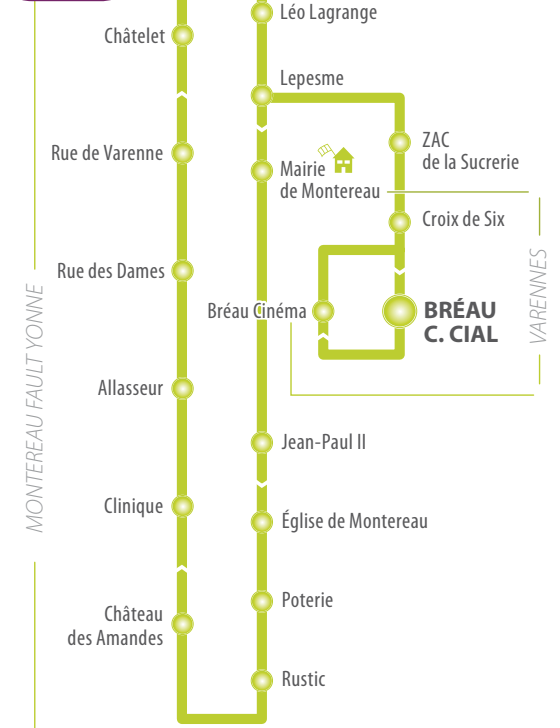 Châtelet
Rue de Varenne
Rue des Dames
Allasseur
Clinique
Château
des Amandes
MONTEREAU FAULT YONNE
Léo Lagrange
Lepesme
Mairie
de Montereau
Bréau Cinéma
Jean-Paul II
Église de Montereau
Poterie
Rustic
ZAC
de la Sucrerie
Croix de Six
BRÉAU
C. CIAL
VARENNES